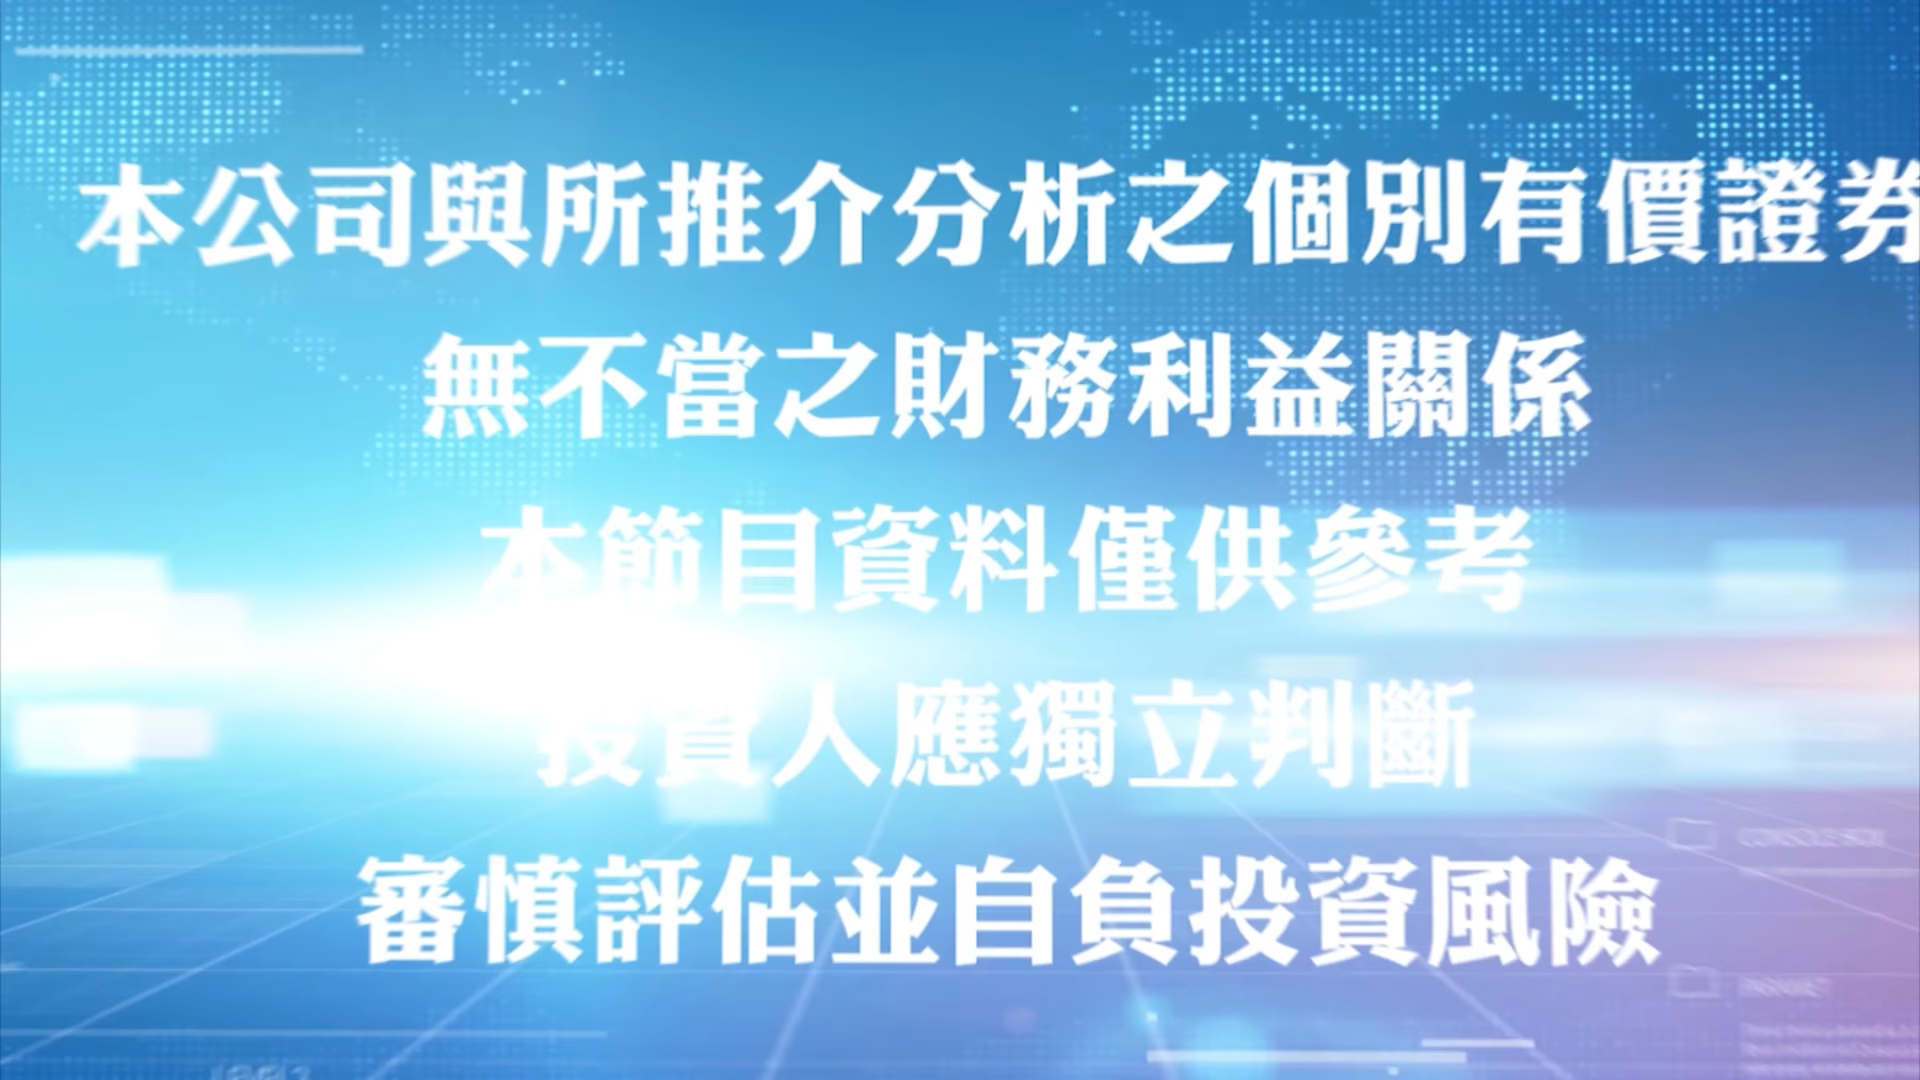 本公司與所推介分析之個別有價證券
無不當之財務利益關係
本節目資料僅供參考
投資人應獨立判斷
審慎評估並自負投資風險